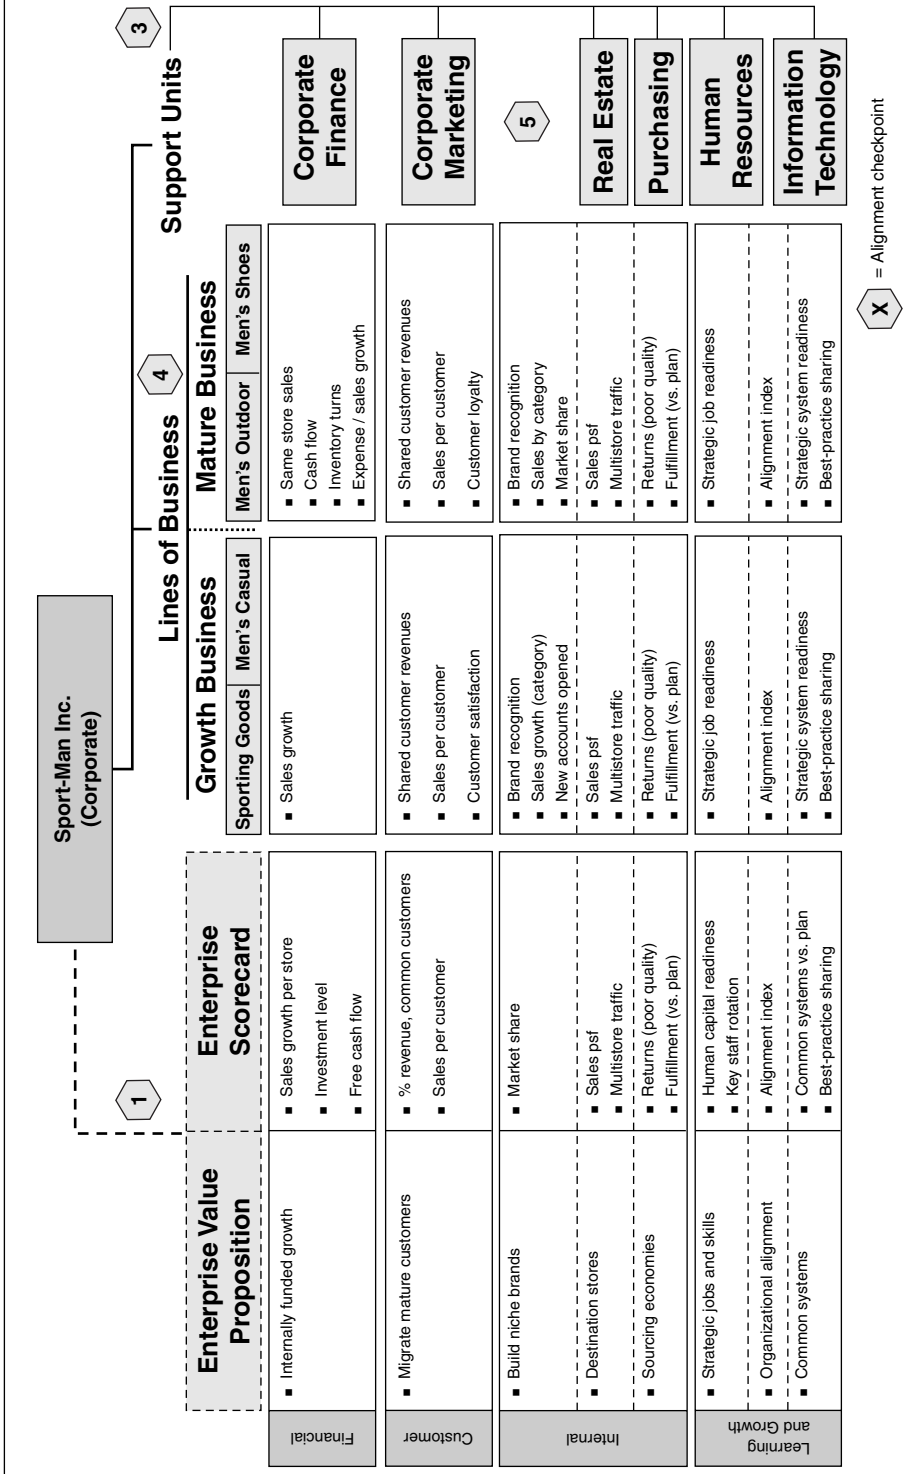 Sport-Man Inc.
(Corporate)
1
3
Lines of Business
4
Support Units
Enterprise Value
Proposition
Enterprise
Scorecard
Growth Business
Mature Business
Sporting Goods
Men's Casual
Men's Outdoor
Men's Shoes
Financial
■ Internally funded growth
■ Sales growth per store
■ Investment level
■ Free cash flow
■ Sales growth
■ Same store sales
■ Cash flow
■ Inventory turns
■ Expense / sales growth
Corporate
Finance
Customer
■ Migrate mature customers
■ % revenue, common customers
■ Sales per customer
■ Shared customer revenues
■ Sales per customer
■ Customer satisfaction
■ Shared customer revenues
■ Sales per customer
■ Customer loyalty
Corporate
Marketing
5
Internal
■ Build niche brands
■ Market share
■ Brand recognition
■ Sales growth (category)
■ New accounts opened
■ Brand recognition
■ Sales by category
■ Market share
■ Destination stores
■ Sales psf
■ Multistore traffic
■ Sales psf
■ Multistore traffic
■ Sales psf
■ Multistore traffic
Real Estate
■ Sourcing economies
■ Returns (poor quality)
■ Fulfillment (vs. plan)
■ Returns (poor quality)
■ Fulfillment (vs. plan)
■ Returns (poor quality)
■ Fulfillment (vs. plan)
Purchasing
Learning
and Growth
■ Strategic jobs and skills
■ Human capital readiness
■ Key staff rotation
■ Strategic job readiness
■ Strategic job readiness
Human
Resources
■ Organizational alignment
■ Alignment index
■ Alignment index
■ Alignment index
■ Common systems
■ Common systems vs. plan
■ Best-practice sharing
■ Strategic system readiness
■ Best-practice sharing
■ Strategic system readiness
■ Best-practice sharing
Information
Technology
X = Alignment checkpoint